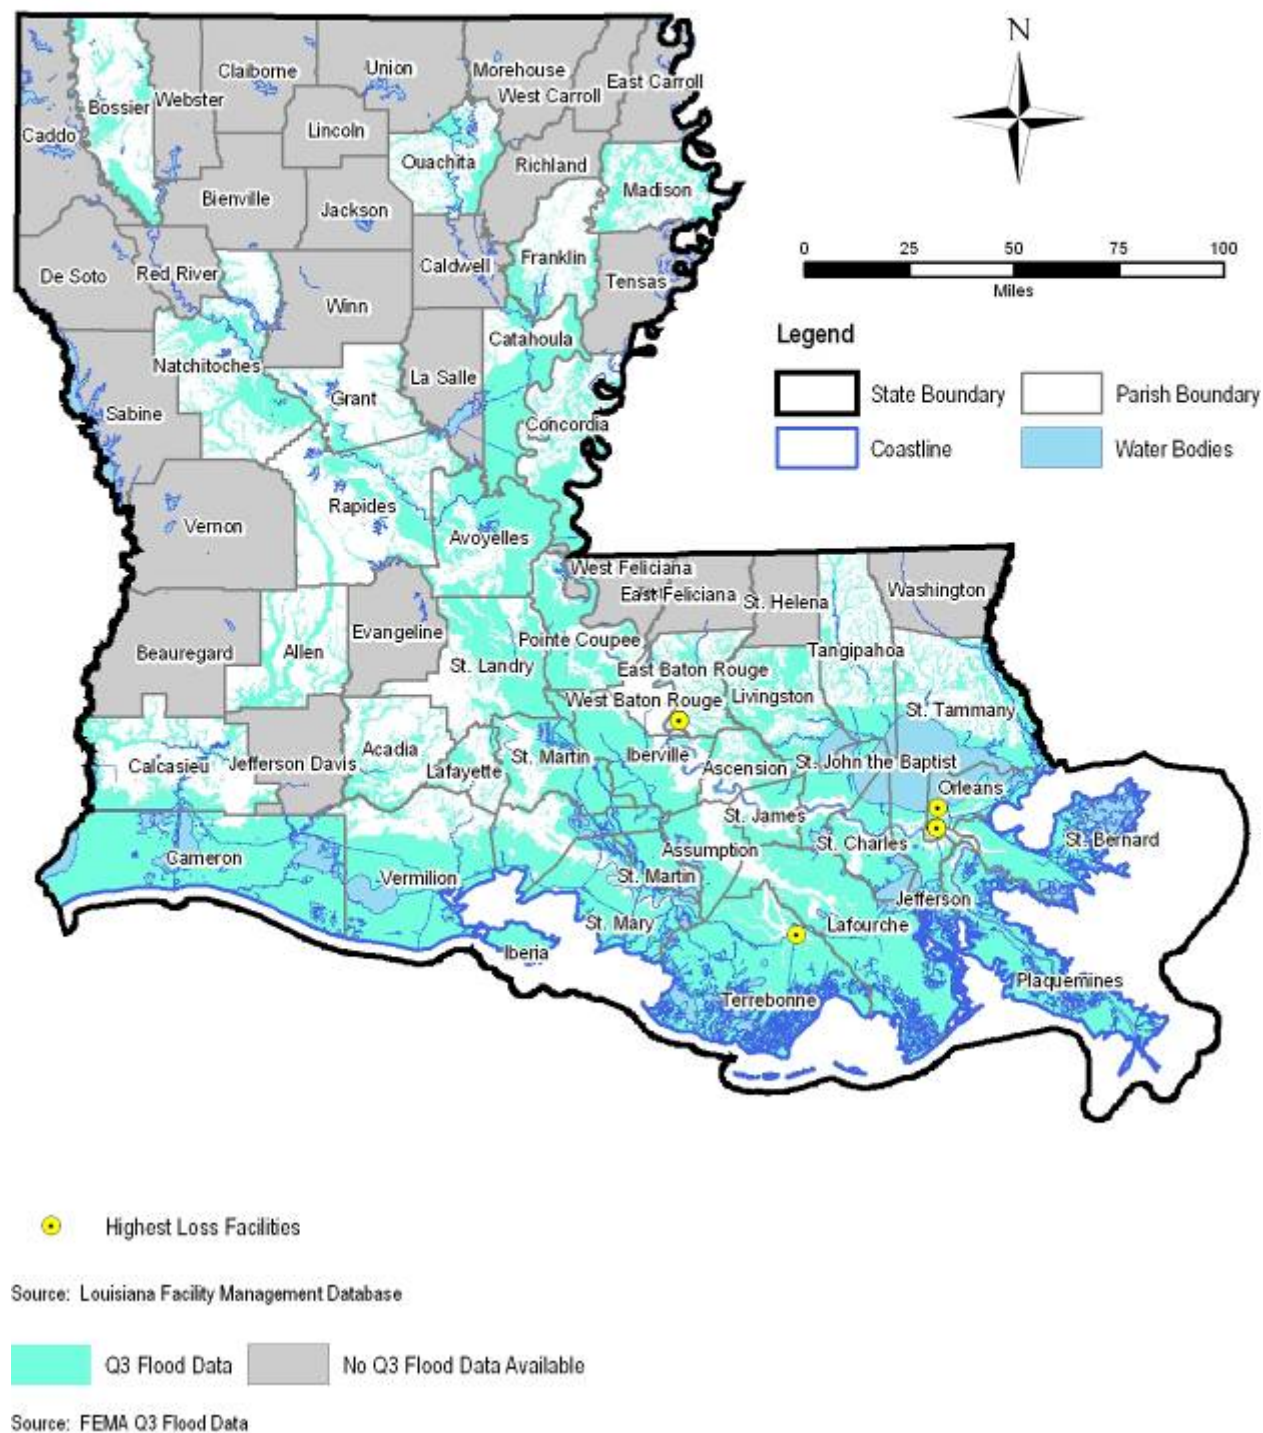 N
Claiborne
Union
Morehouse
East Carroll
West Carroll
Webster
Bossier
Caddo
Lincoln
Ouachita
Richland
Madison
Bienville
Jackson
De Soto
Red River
Caldwell
Franklin
Tensas
Winn
Catahoula
Natchitoches
La Salle
Grant
Sabine
Concordia
Rapides
Vernon
Avoyelles
West Feliciana
East Feliciana
St. Helena
Washington
Evangeline
Pointe Coupee
Beauregard
Allen
St. Landry
Tangipahoa
East Baton Rouge
West Baton Rouge
Livingston
St. Tammany
Acadia
St. Martin
Iberville
Calcasieu
Jefferson Davis
Lafayette
Ascension
St. John the Baptist
Orleans
St. James
St. Charles
St. Bernard
Cameron
Assumption
Vermilion
St. Martin
Jefferson
St. Mary
Lafourche
Iberia
Plaquemines
Terrebonne
0 25 50 75 100
Miles
Legend
State Boundary
Parish Boundary
Coastline
Water Bodies
Highest Loss Facilities
Source: Louisiana Facility Management Database
Q3 Flood Data
No Q3 Flood Data Available
Source: FEMA Q3 Flood Data